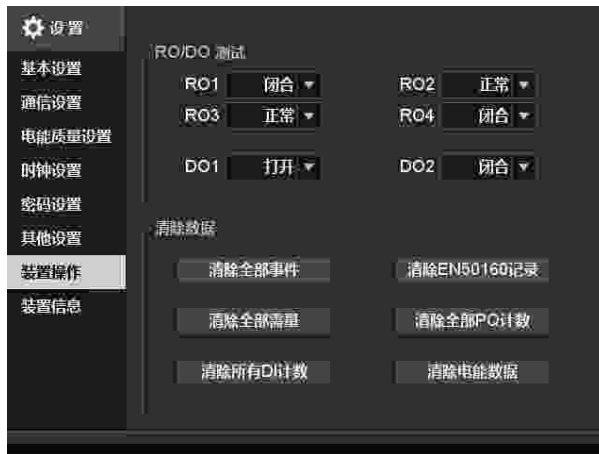 设置
基本设置
通信设置
电能质量设置
时钟设置
密码设置
其他设置
装置操作
装置信息
RO/DO 测试
RO1 闭合 RO2 正常
RO3 正常 RO4 闭合
DO1 打开 DO2 闭合
清除数据
清除全部事件 清除EN50160记录
清除全部需量 清除全部PQ计数
清除所有DI计数 清除电能数据